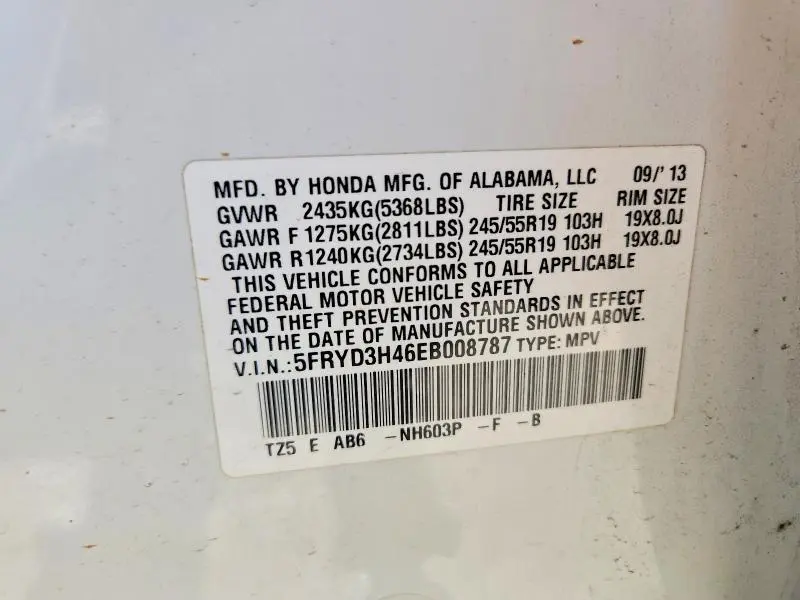 MFD. BY HONDA MFG. OF ALABAMA, LLC 09/'13
GVWR 2435KG(5368LBS) TIRE SIZE RIM SIZE
GAWR F 1275KG(2811LBS) 245/55R19 103H 19X8.0J
GAWR R1240KG(2734LBS) 245/55R19 103H 19X8.0J
THIS VEHICLE CONFORMS TO ALL APPLICABLE
FEDERAL MOTOR VEHICLE SAFETY
AND THEFT PREVENTION STANDARDS IN EFFECT
ON THE DATE OF MANUFACTURE SHOWN ABOVE.
V.I.N.:5FRYD3H46EB008787 TYPE: MPV
TZ5 E AB6 -NH603P -F -B